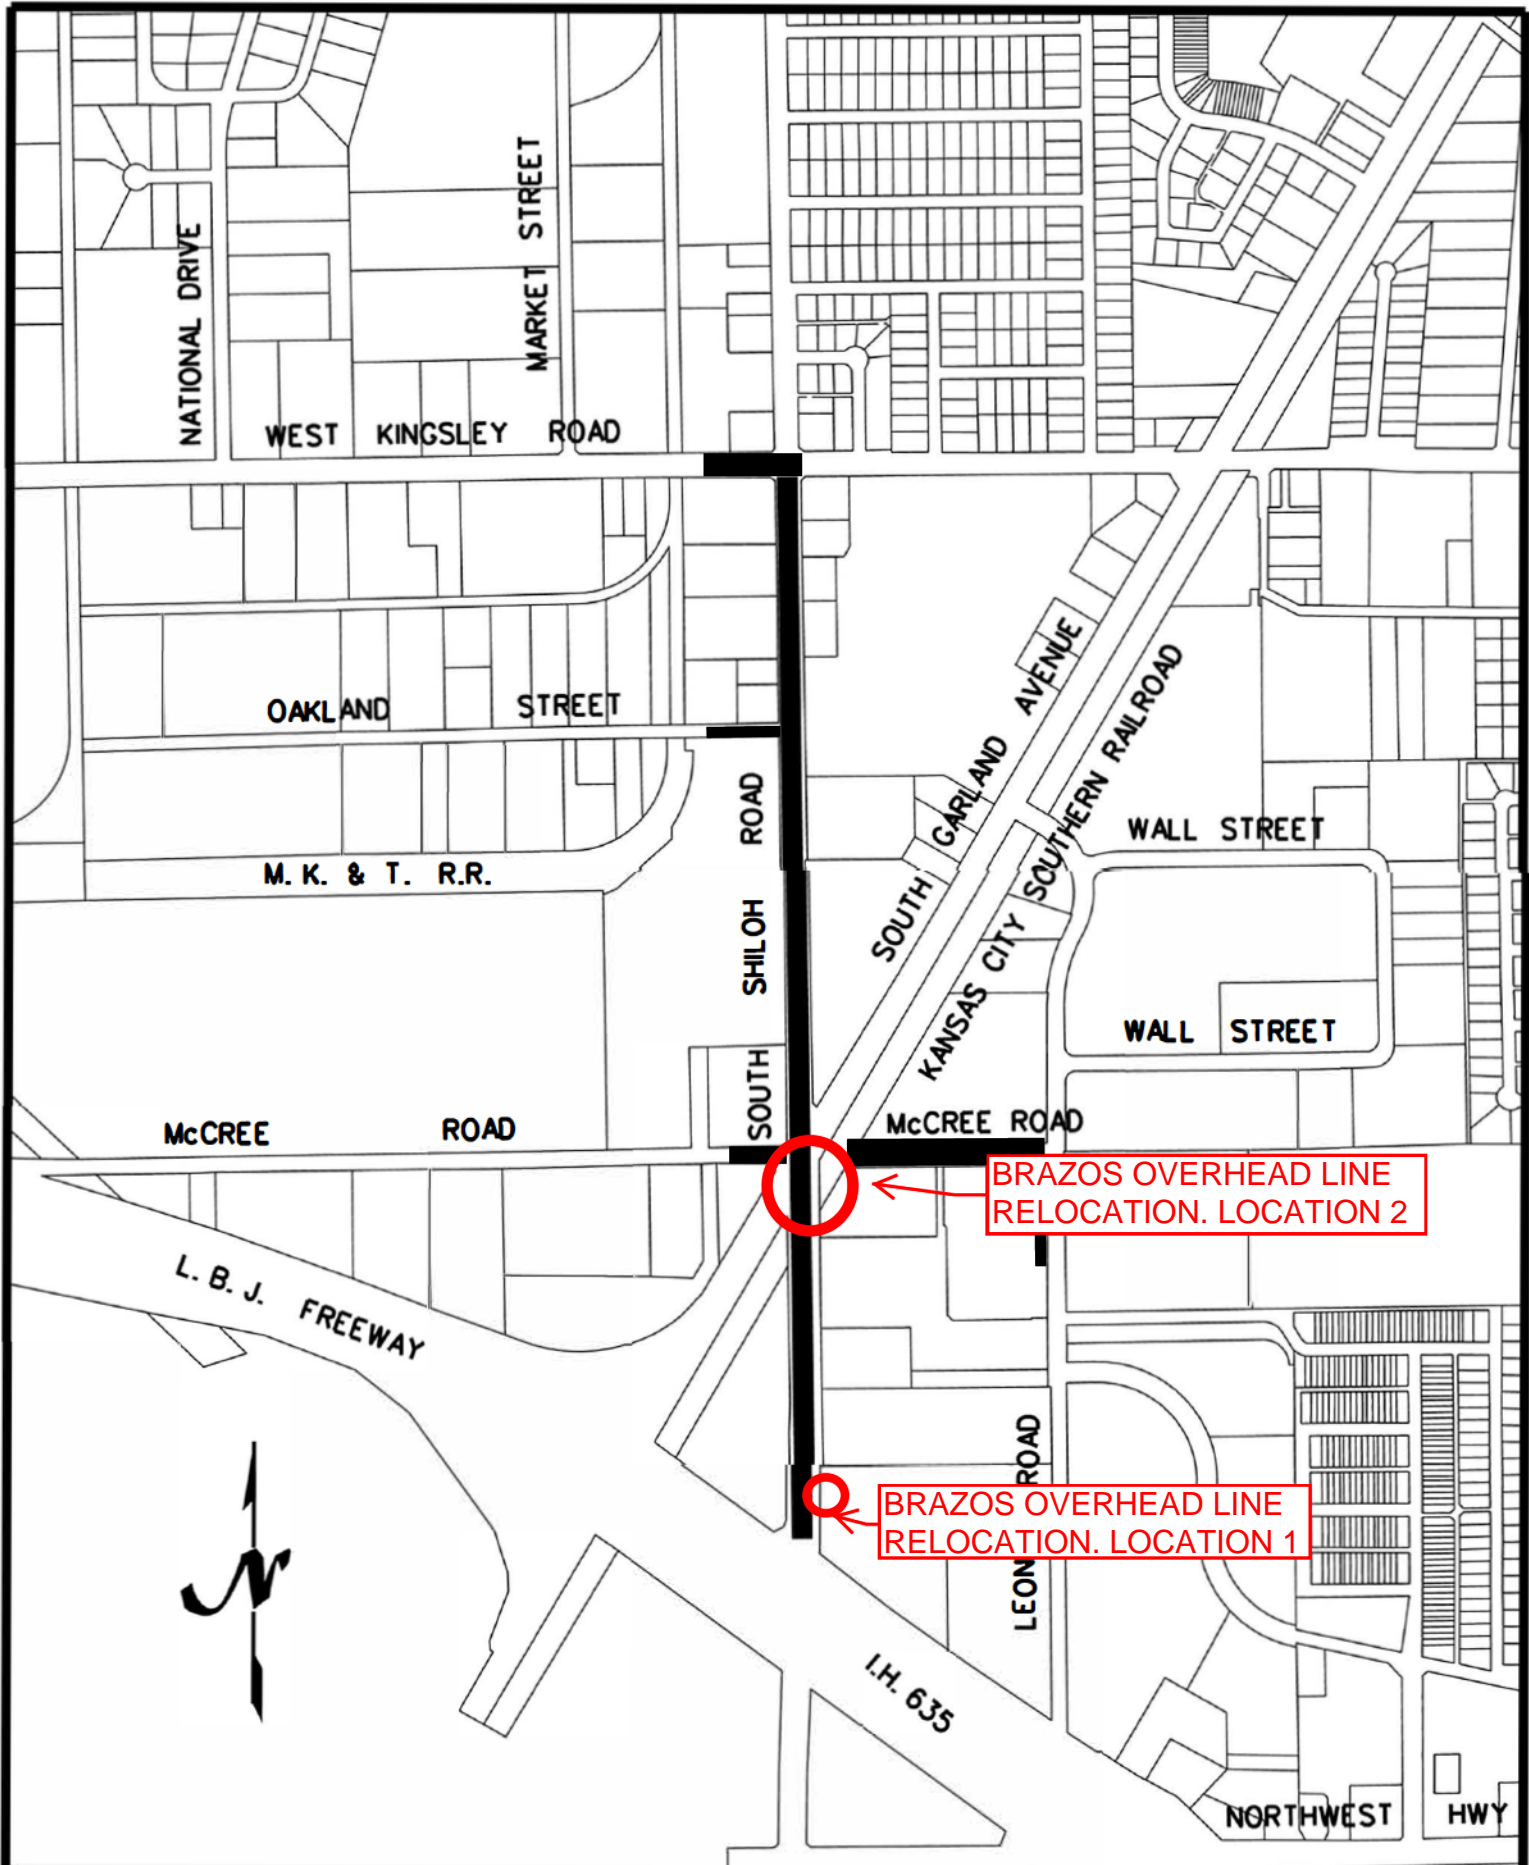 NATIONAL DRIVE
MARKET STREET
WEST KINGSLEY ROAD
OAKLAND STREET
SOUTH GARLAND AVENUE
KANSAS CITY SOUTHERN RAILROAD
SOUTH SHILOH ROAD
WALL STREET
M. K. & T. R.R.
WALL STREET
McCREE ROAD
McCREE ROAD
BRAZOS OVERHEAD LINE
RELOCATION. LOCATION 2
L. B. J. FREEWAY
BRAZOS OVERHEAD LINE
RELOCATION. LOCATION 1
LEON ROAD
N
I.H. 635
NORTHWEST HWY